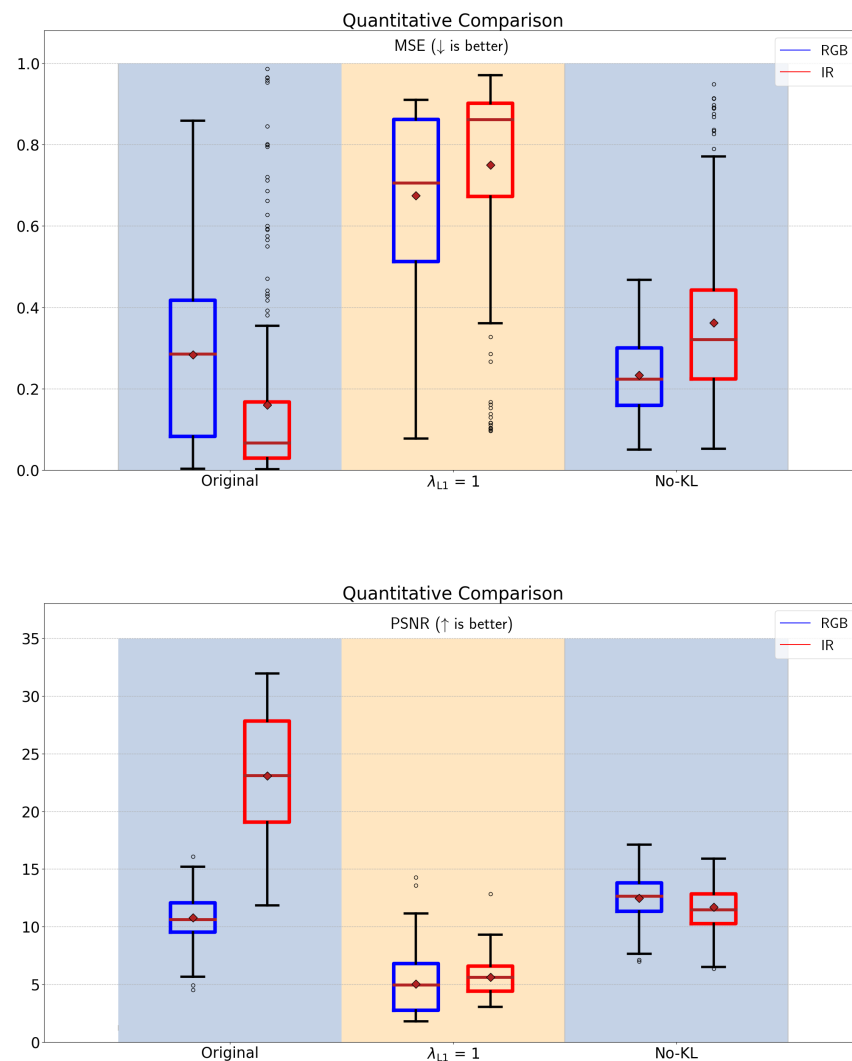 Quantitative Comparison
MSE (↓ is better)
RGB
IR
1.0
0.8
0.6
0.4
0.2
0.0
Original
λL1 = 1
No-KL
Quantitative Comparison
PSNR (↑ is better)
RGB
IR
35
30
25
20
15
10
5
0
Original
λL1 = 1
No-KL